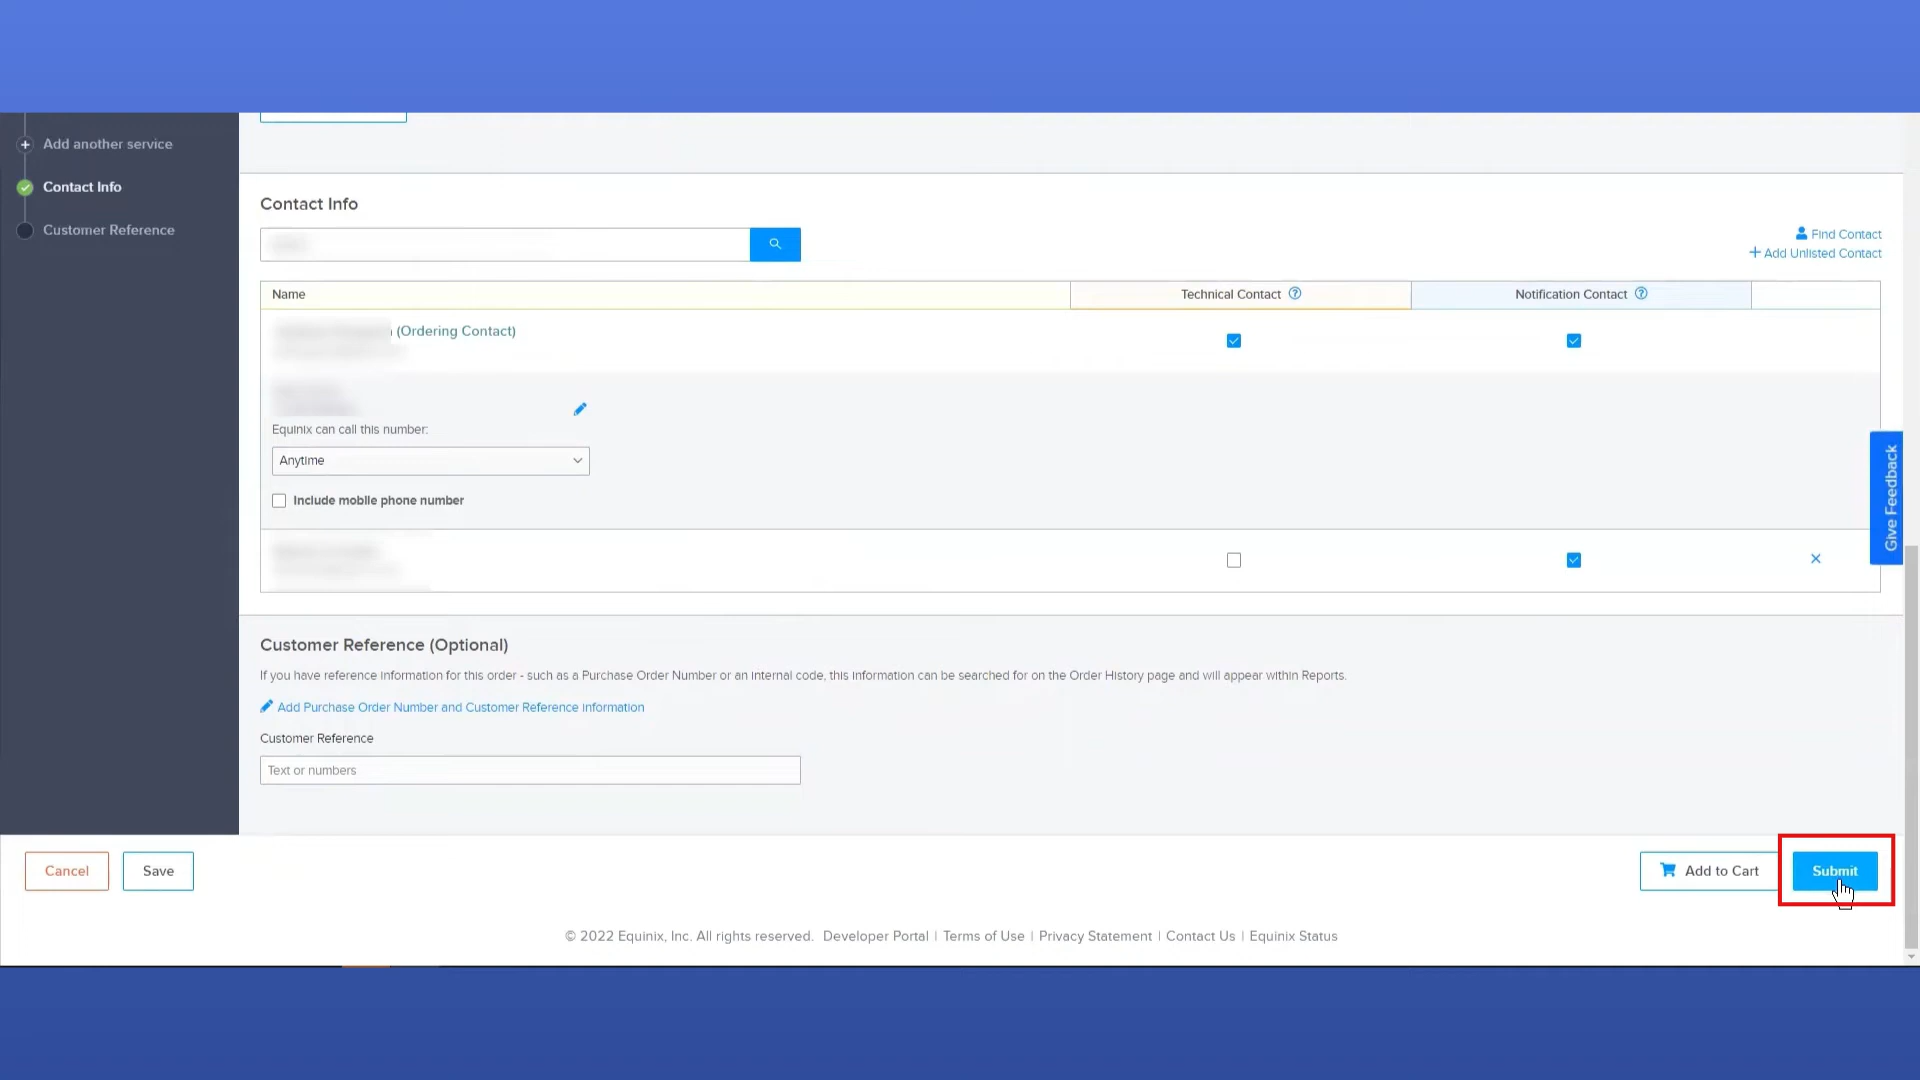 Add another service
Contact Info
Customer Reference
Contact Info
Find Contact
Add Unlisted Contact
Name
Technical Contact
Notification Contact
(Ordering Contact)
Equinix can call this number:
Anytime
Include mobile phone number
Give Feedback
Customer Reference (Optional)
If you have reference information for this order - such as a Purchase Order Number or an internal code, this information can be searched for on the Order History page and will appear within Reports.
Add Purchase Order Number and Customer Reference information
Customer Reference
Text or numbers
Cancel
Save
Add to Cart
Submit
© 2022 Equinix, Inc. All rights reserved. Developer Portal | Terms of Use | Privacy Statement | Contact Us | Equinix Status